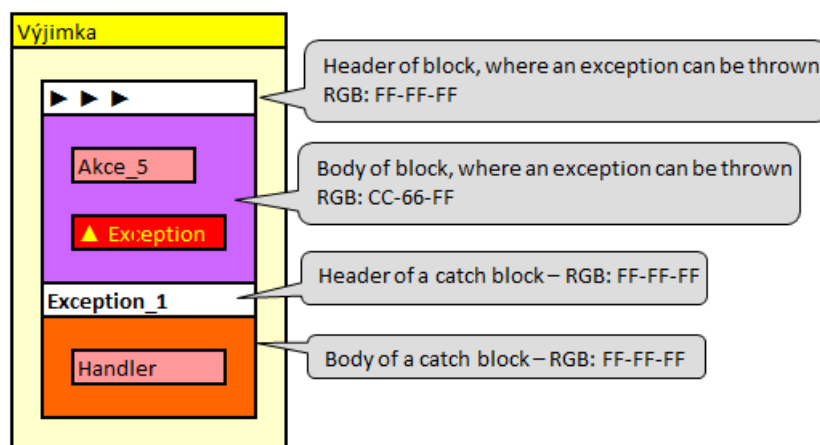 Výjimka
Header of block, where an exception can be thrown
RGB: FF-FF-FF
► ► ►
Akce_5
Body of block, where an exception can be thrown
RGB: CC-66-FF
▲ Exception
Header of a catch block – RGB: FF-FF-FF
Exception_1
Body of a catch block – RGB: FF-FF-FF
Handler